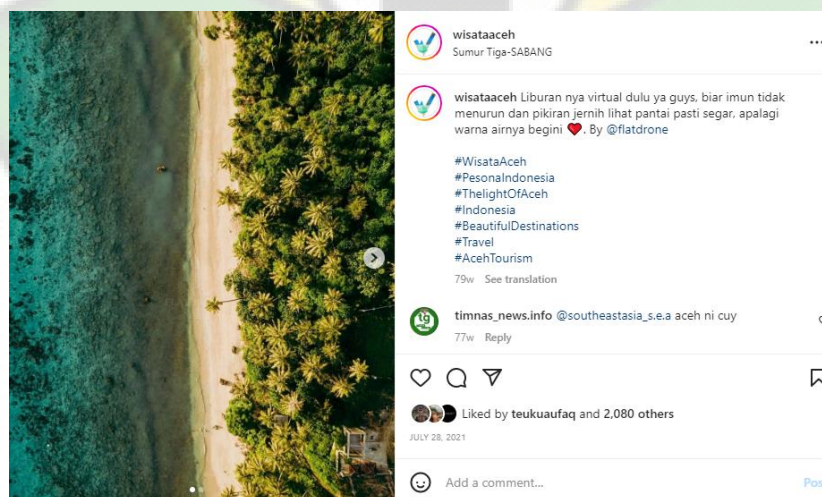 wisataaceh
Sumur Tiga-SABANG
wisataaceh Liburan nya virtual dulu ya guys, biar imun tidak
menurun dan pikiran jernih lihat pantai pasti segar, apalagi
warna airnya begini ❤️. By @flatdrone
#WisataAceh
#PesonaIndonesia
#ThelightOfAceh
#Indonesia
#BeautifulDestinations
#Travel
#AcehTourism
79w See translation
tg
timnas_news.info @southeastasia_s.e.a aceh ni cuy
77w Reply
Liked by teukuaufaq and 2,080 others
JULY 28, 2021
Add a comment...